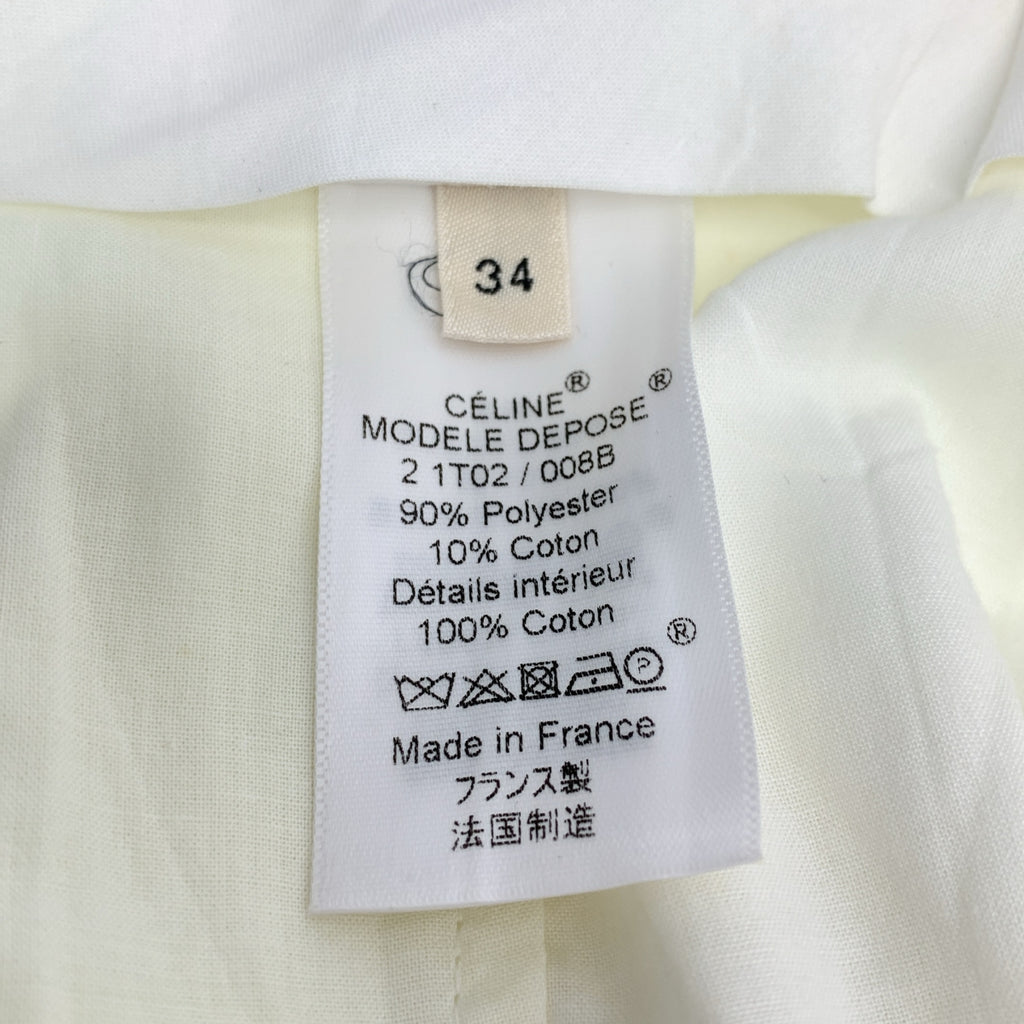 34
CÉLINE®
MODELE DEPOSE®
2 1T02 / 008B
90% Polyester
10% Coton
Détails intérieur
100% Coton
P ®
Made in France
フランス製
法国制造